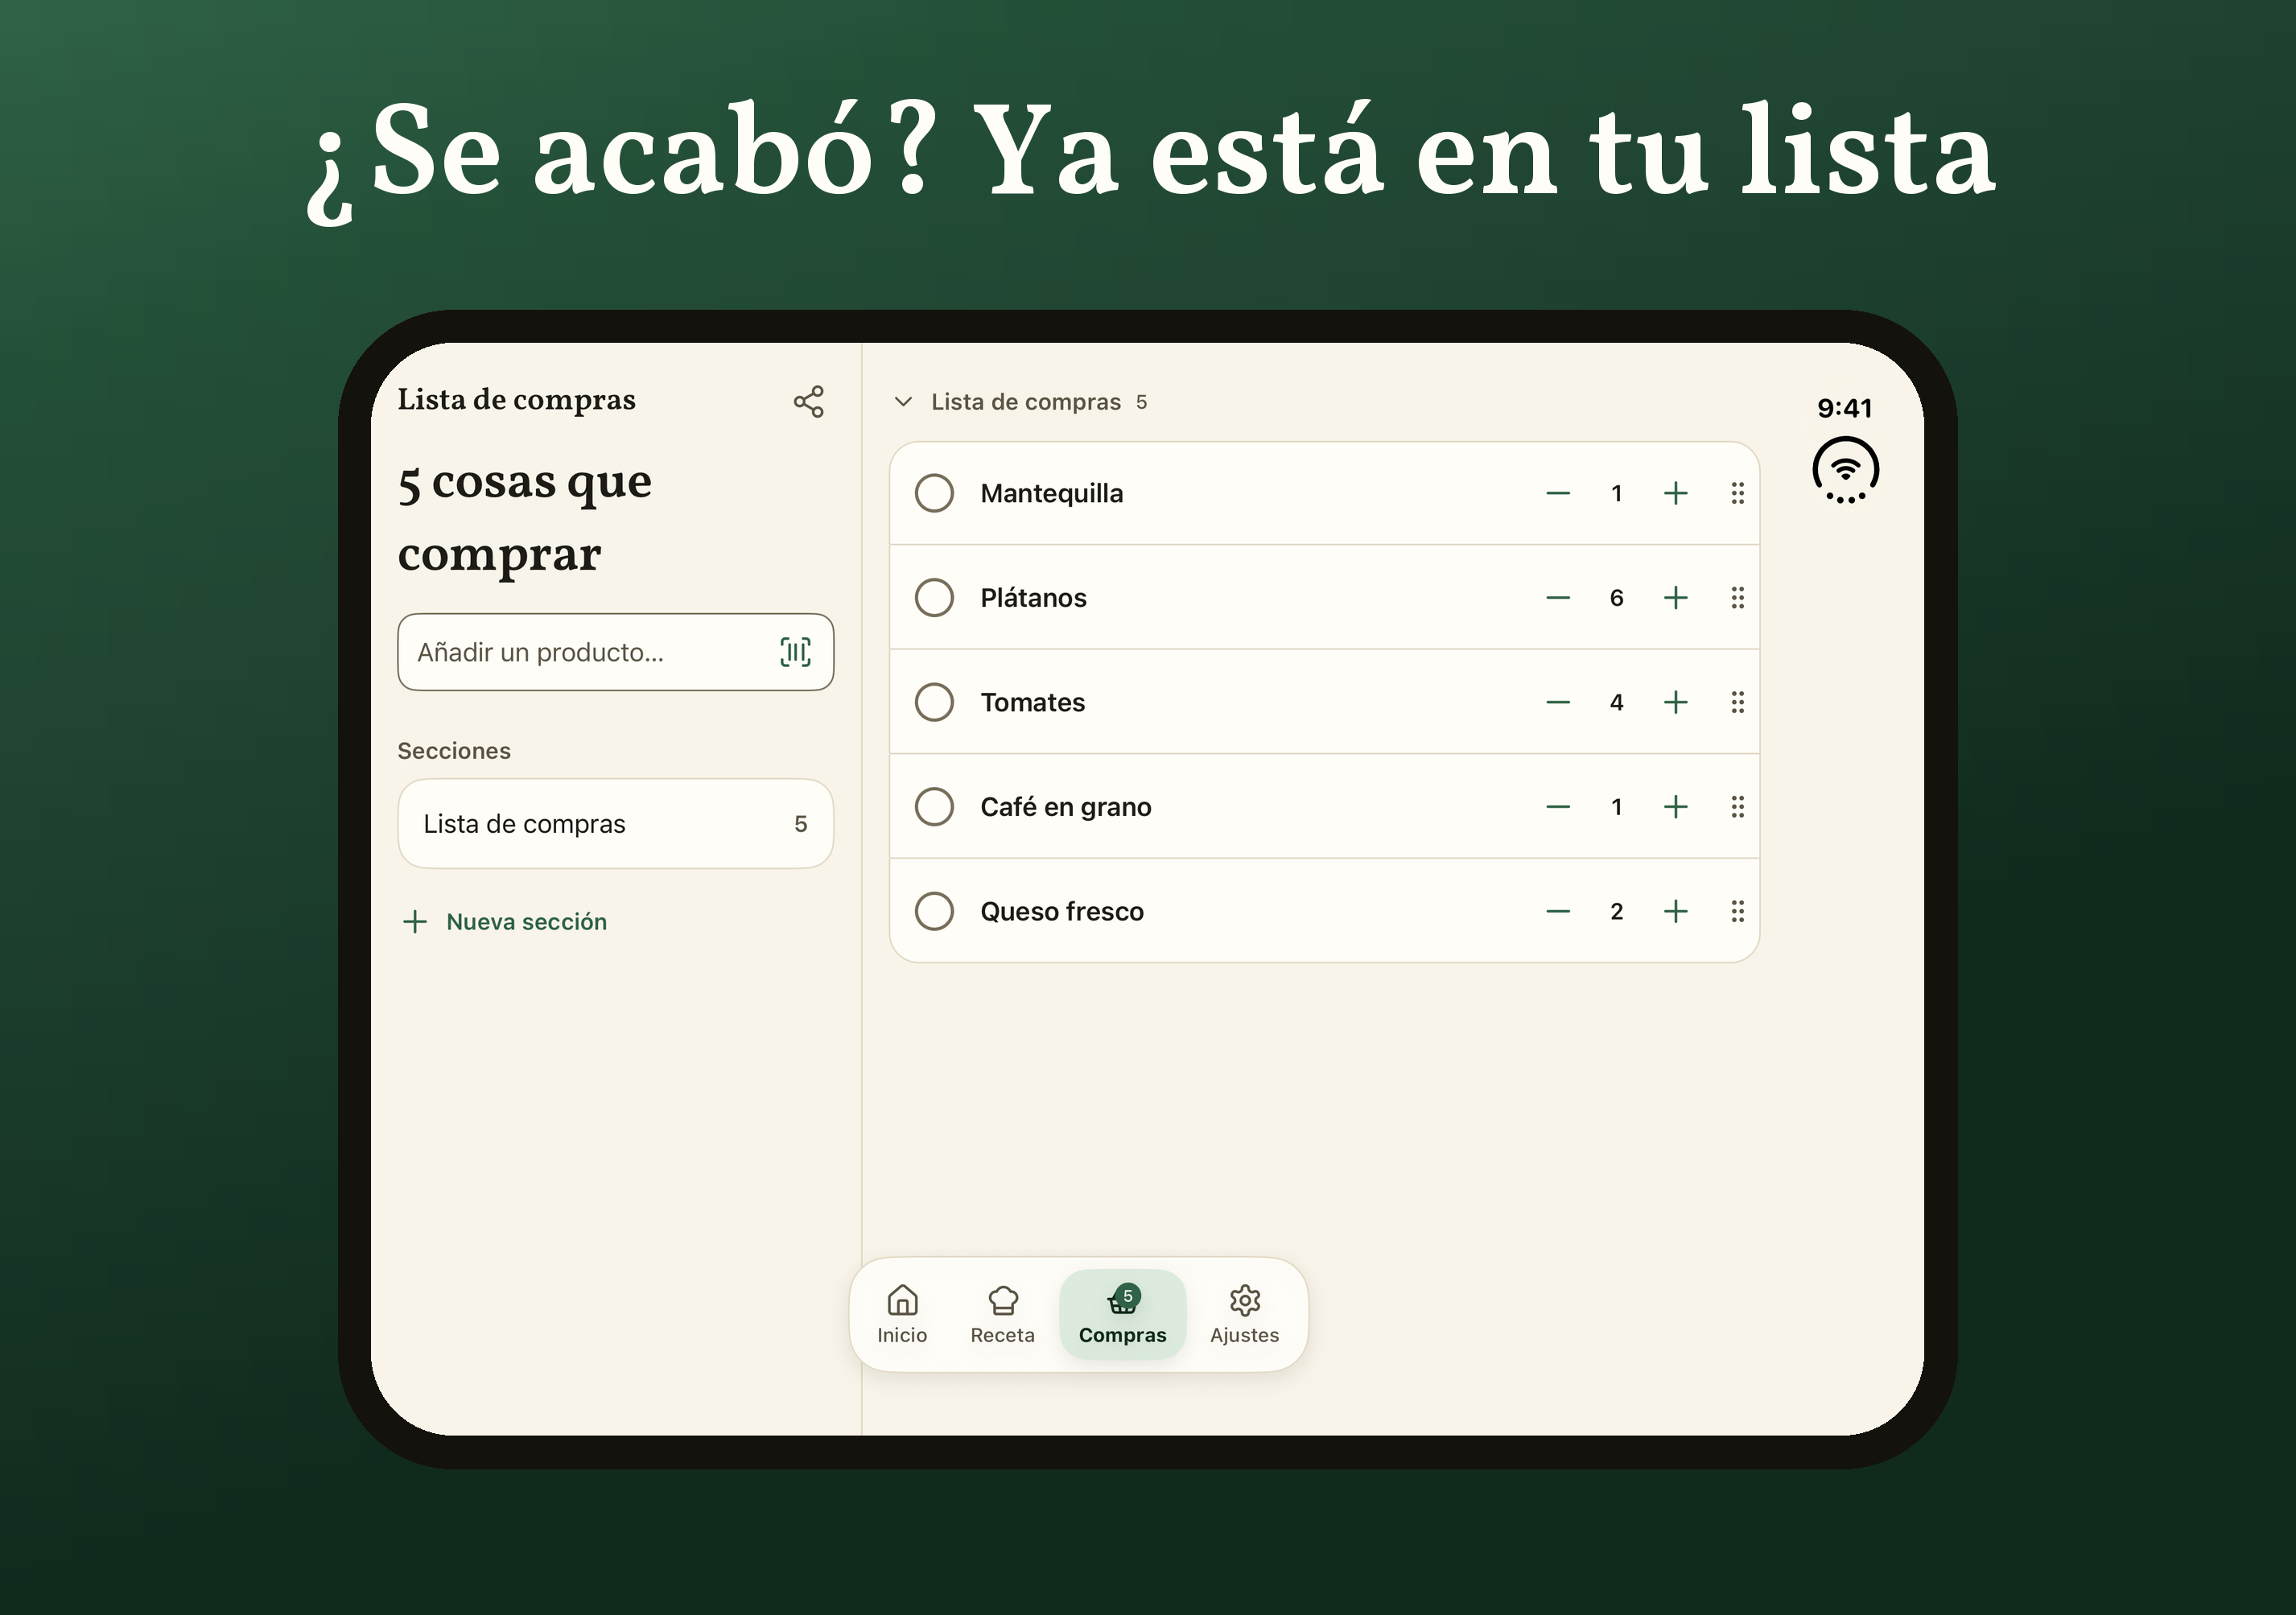 ¿Se acabó? Ya está en tu lista
Lista de compras
5 cosas que
comprar
Añadir un producto...
Secciones
Lista de compras 5
Nueva sección
Lista de compras 5
Mantequilla 1
Plátanos 6
Tomates 4
Café en grano 1
Queso fresco 2
9:41
5
Inicio Receta Compras Ajustes